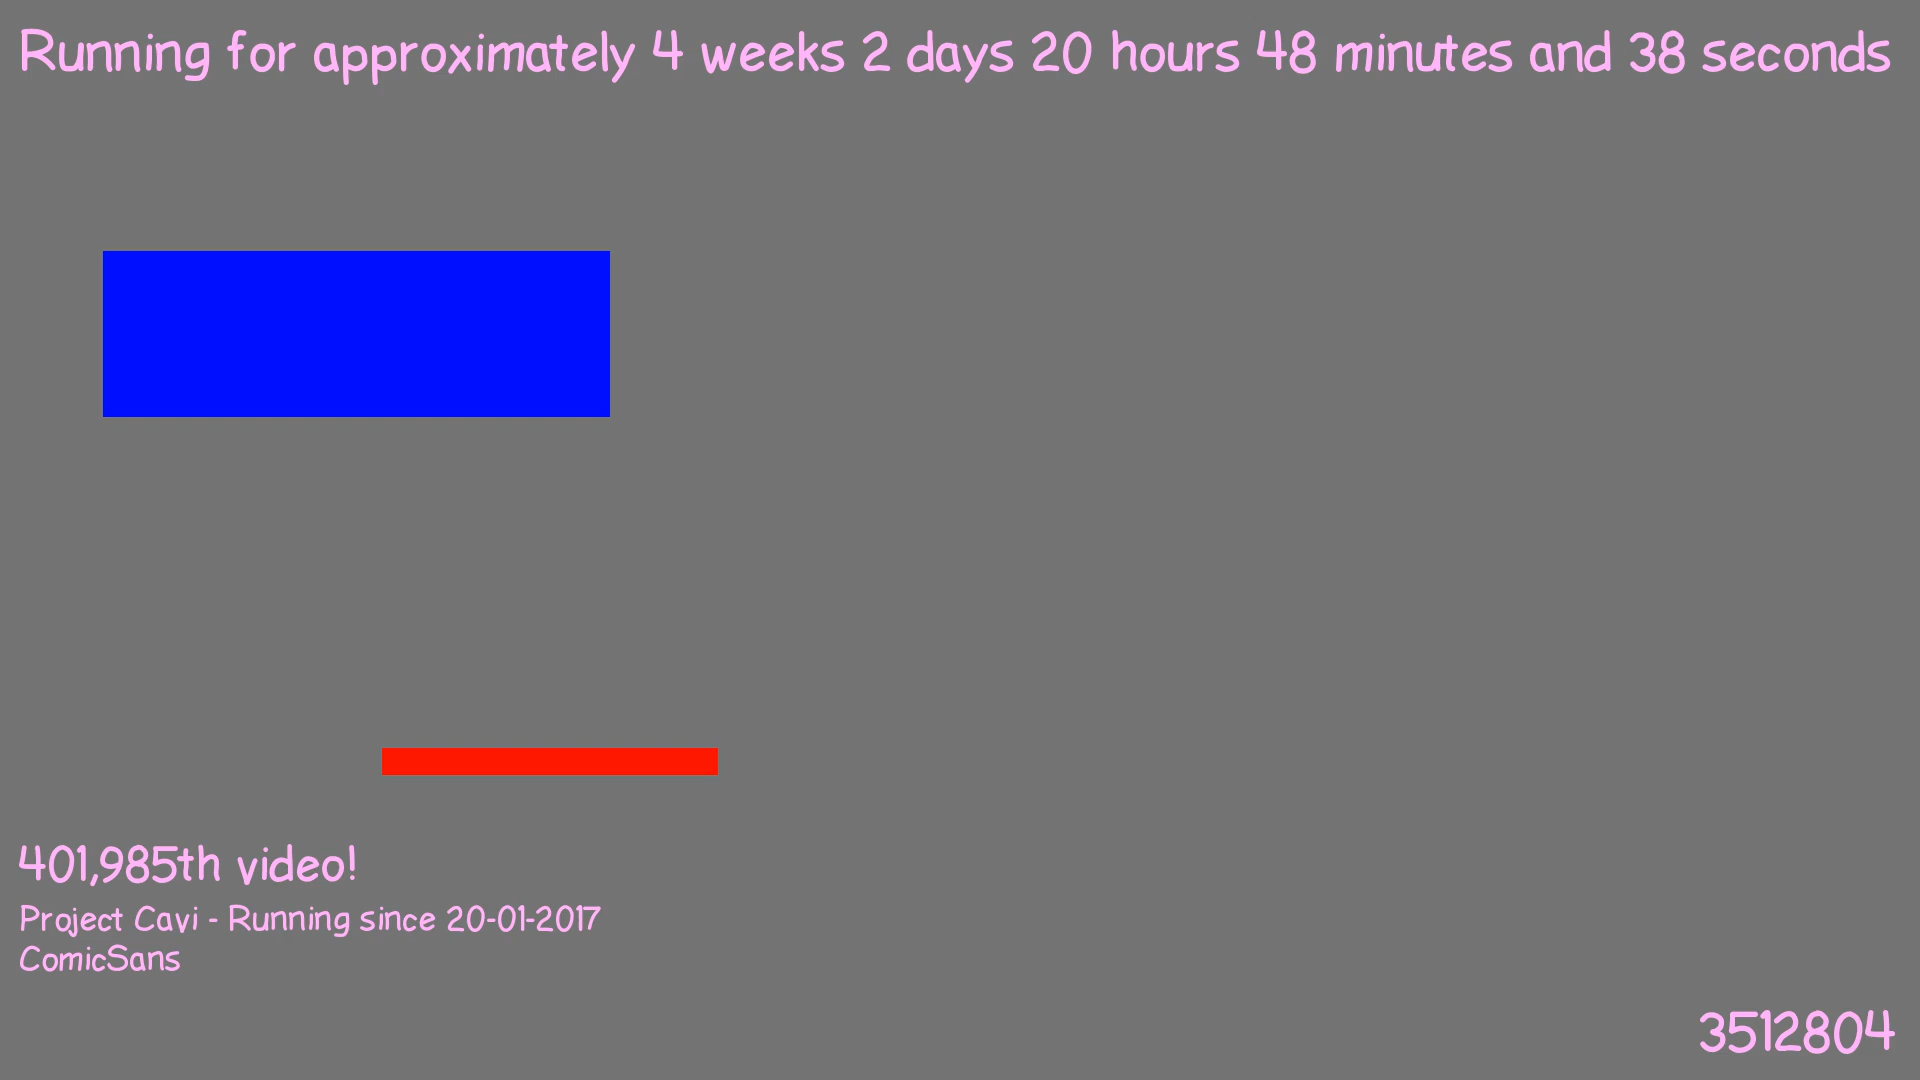 Running for approximately 4 weeks 2 days 20 hours 48 minutes and 38 seconds
401,985th video!
Project Cavi - Running since 20-01-2017
ComicSans
3512804